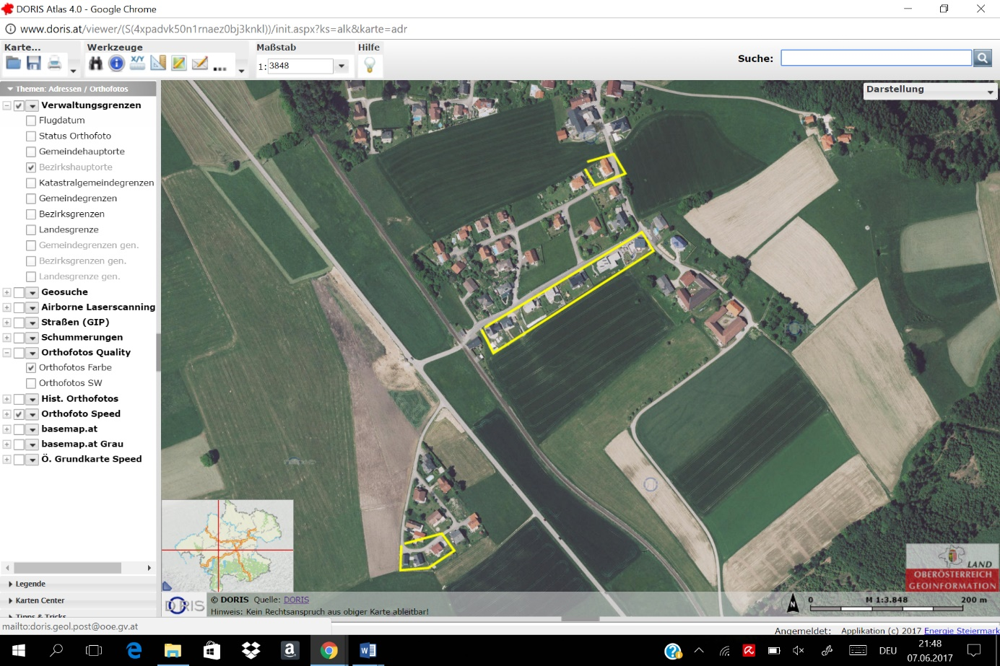 DORIS Atlas 4.0 - Google Chrome
www.doris.at/viewer/(S(4xpadvk50n1rnaez0bj3knkl))/init.aspx?ks=alk&karte=adr
Karte... Werkzeuge Maßstab Hilfe
X/Y ... 1: 3848 Suche:
Themen: Adressen / Orthofotos
Darstellung
Verwaltungsgrenzen
Flugdatum
Status Orthofoto
Gemeindehauptorte
Bezirkshauptorte
Katastralgemeindegrenzen
Gemeindegrenzen
Bezirksgrenzen
Landesgrenze
Gemeindegrenzen gen.
Bezirksgrenzen gen.
Landesgrenze gen.
Geosuche
Airborne Laserscanning
Straßen (GIP)
Schummerungen
Orthofotos Quality
Orthofotos Farbe
Orthofotos SW
Hist. Orthofotos
Orthofoto Speed
basemap.at
basemap.at Grau
Ö. Grundkarte Speed
Legende
Karten Center
Tipps & Tricks
LAND
OBERÖSTERREICH
GEOINFORMATION
DORIS
© DORIS Quelle: DORIS
Hinweis: Kein Rechtsanspruch aus obiger Karte ableitbar!
0 M 1:3.848 200 m
mailto:doris.geol.post@ooe.gv.at
Angemeldet: Applikation (c) 2017 Energie Steiermark
DEU
21:48
07.06.2017